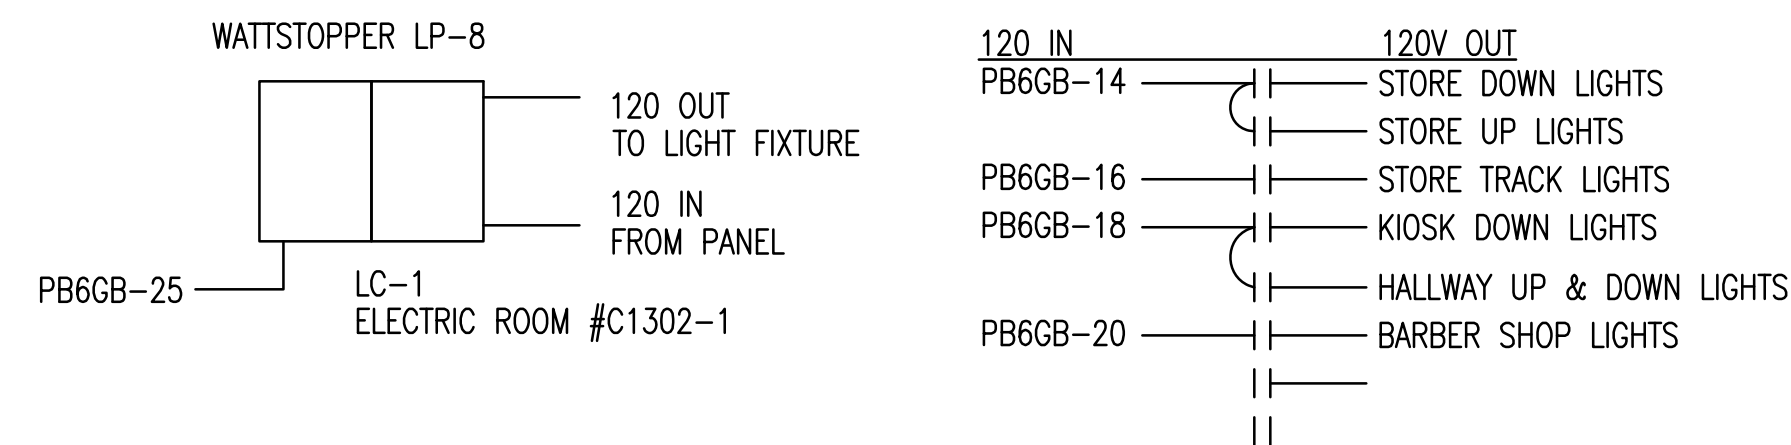 WATTSTOPPER LP-8
120 OUT
TO LIGHT FIXTURE
120 IN
FROM PANEL
PB6GB-25
LC-1
ELECTRIC ROOM #C1302-1
120 IN 120V OUT
PB6GB-14 STORE DOWN LIGHTS
STORE UP LIGHTS
PB6GB-16 STORE TRACK LIGHTS
PB6GB-18 KIOSK DOWN LIGHTS
HALLWAY UP & DOWN LIGHTS
PB6GB-20 BARBER SHOP LIGHTS